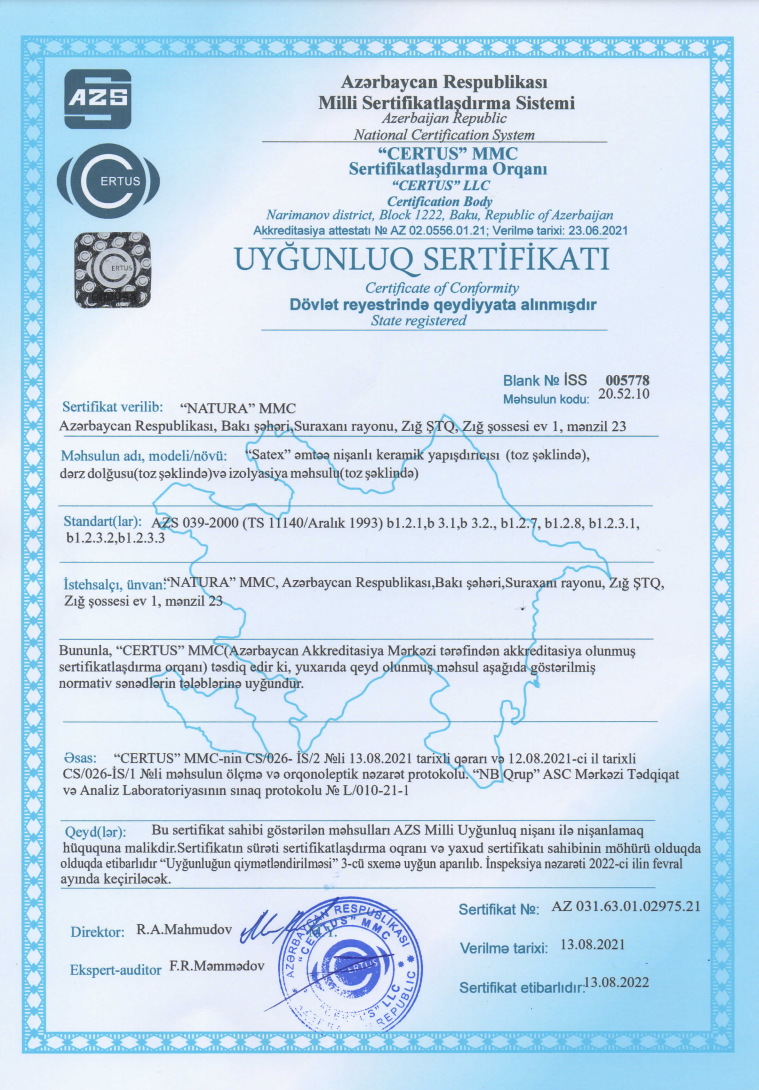 AZS
CERTUS
CERTUS
Azərbaycan Respublikası
Milli Sertifikatlaşdırma Sistemi
Azerbaijan Republic
National Certification System
“CERTUS” MMC
Sertifikatlaşdırma Orqanı
“CERTUS” LLC
Certification Body
Narimanov district, Block 1222, Baku, Republic of Azerbaijan
Akkreditasiya attestatı № AZ 02.0556.01.21; Verilmə tarixi: 23.06.2021
UYĞUNLUQ SERTİFİKATI
Certificate of Conformity
Dövlət reyestrində qeydiyyata alınmışdır
State registered
Blank № İSS 005778
Məhsulun kodu: 20.52.10
Sertifikat verilib: “NATURA” MMC
Azərbaycan Respublikası, Bakı şəhəri,Suraxanı rayonu, Zığ ŞTQ, Zığ şossesi ev 1, mənzil 23
Məhsulun adı, modeli/növü: “Satex” əmtəə nişanlı keramik yapışdırıcısı (toz şəklində),
dərz dolğusu(toz şəklində)və izolyasiya məhsulu(toz şəklində)
Standart(lar): AZS 039-2000 (TS 11140/Aralık 1993) b1.2.1,b 3.1,b 3.2., b1.2.7, b1.2.8, b1.2.3.1,
b1.2.3.2,b1.2.3.3
İstehsalçı, ünvan:“NATURA” MMC, Azərbaycan Respublikası,Bakı şəhəri,Suraxanı rayonu, Zığ ŞTQ,
Zığ şossesi ev 1, mənzil 23
Bununla, “CERTUS” MMC(Azərbaycan Akkreditasiya Mərkəzi tərəfindən akkreditasiya olunmuş
sertifikatlaşdırma orqanı) təsdiq edir ki, yuxarıda qeyd olunmuş məhsul aşağıda göstərilmiş
normativ sənədlərin tələblərinə uyğundur.
Əsas: “CERTUS” MMC-nin CS/026- İS/2 №li 13.08.2021 tarixli qərarı və 12.08.2021-ci il tarixli
CS/026-İS/1 №li məhsulun ölçmə və orqonoleptik nəzarət protokolu. “NB Qrup” ASC Mərkəzi Tədqiqat
və Analiz Laboratoriyasının sınaq protokolu № L/010-21-1
Qeyd(lər): Bu sertifikat sahibi göstərilən məhsulları AZS Milli Uyğunluq nişanı ilə nişanlamaq
hüququna malikdir.Sertifikatın sürəti sertifikatlaşdırma oqranı və yaxud sertifikatı sahibinin möhürü olduqda
olduqda etibarlıdır “Uyğunluğun qiymətləndirilməsi” 3-cü sxemə uyğun aparılıb. İnspeksiya nəzarəti 2022-ci ilin fevral
ayında keçiriləcək.
Sertifikat №: AZ 031.63.01.02975.21
Direktor: R.A.Mahmudov
Verilmə tarixi: 13.08.2021
Ekspert-auditor F.R.Məmmədov
Sertifikat etibarlıdır:13.08.2022
AZƏRBAYCAN RESPUBLİKASI
“CERTUS” MMC
CERTUS
“CERTUS” LLC
REPUBLIC